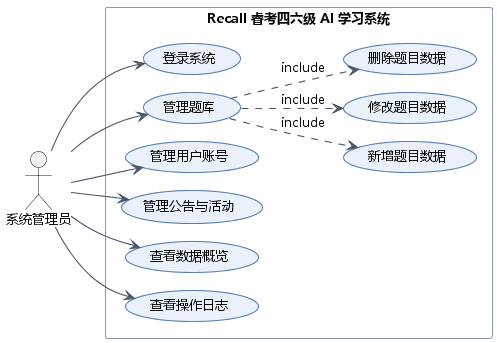 Recall 睿考四六级 AI 学习系统
登录系统
删除题目数据
include
管理题库
include
修改题目数据
include
管理用户账号
新增题目数据
管理公告与活动
系统管理员
查看数据概览
查看操作日志